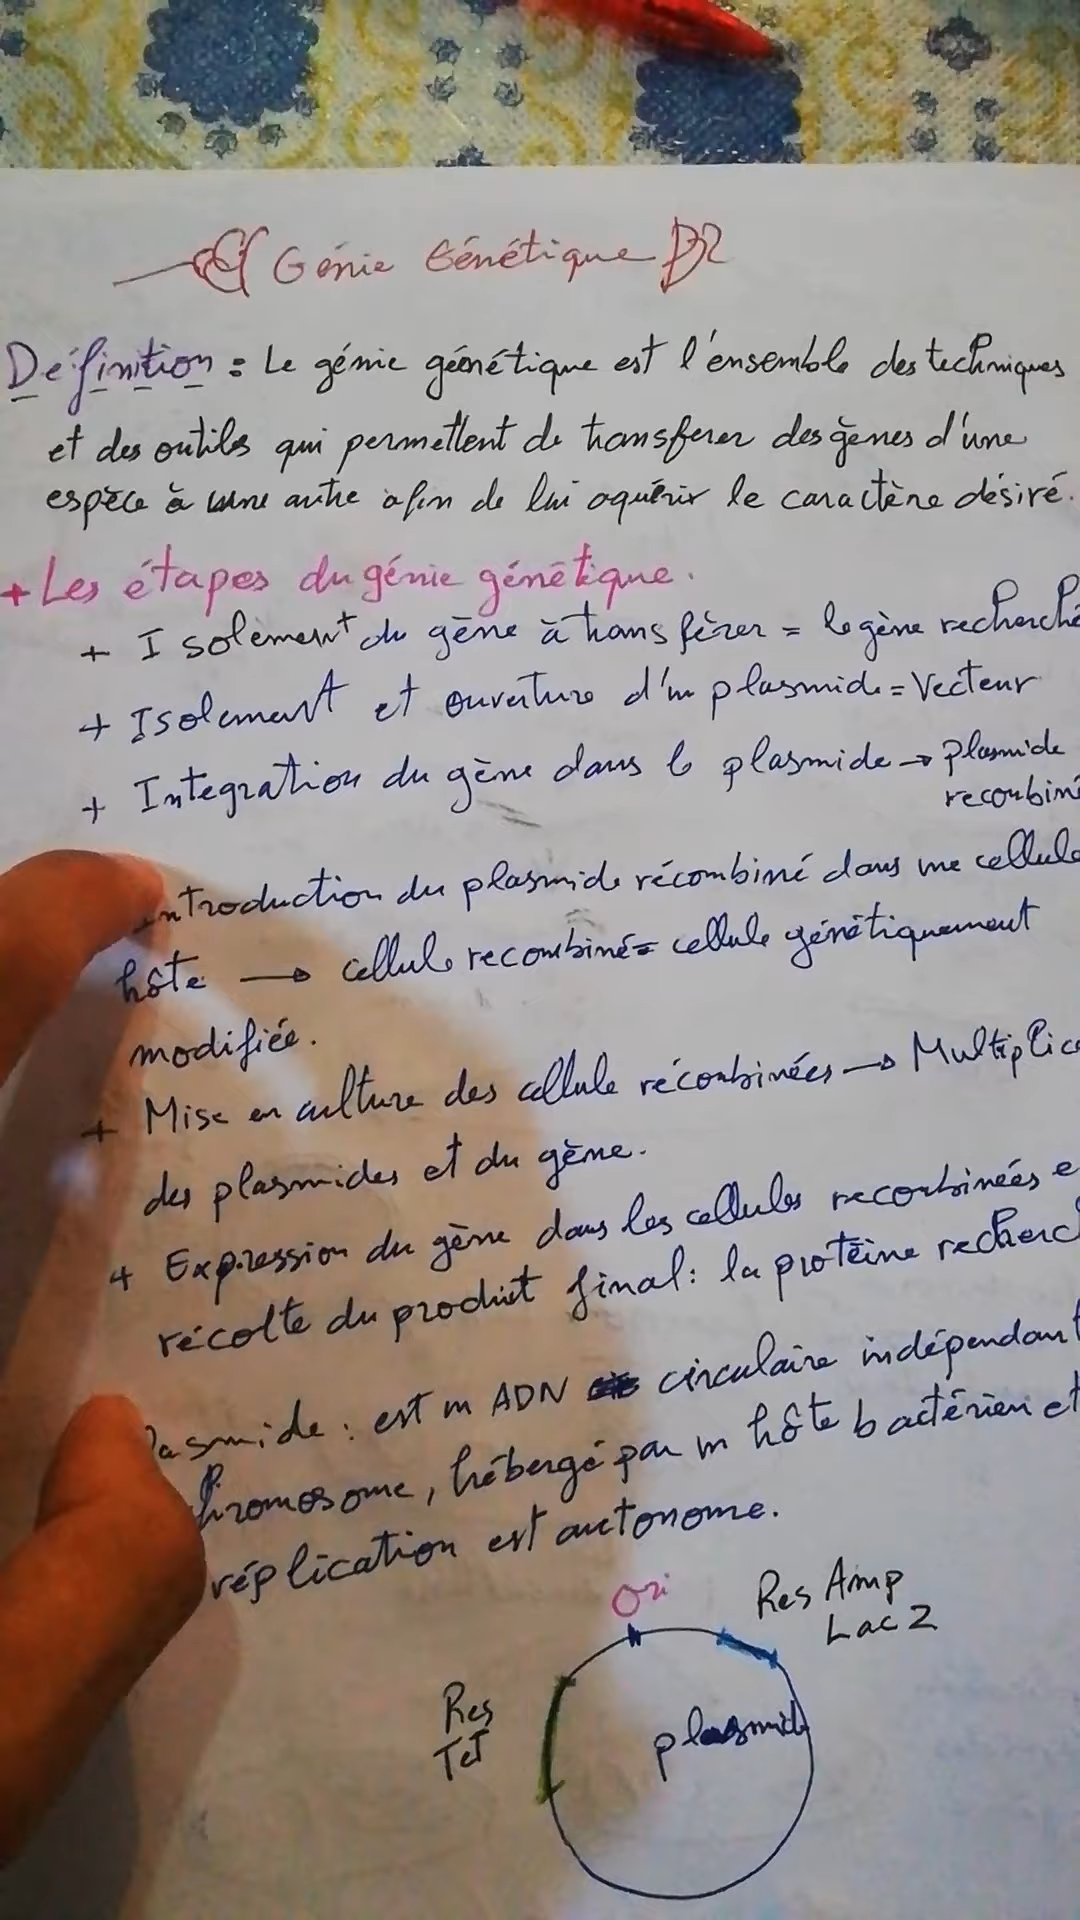 Génie Génétique
Définition : Le génie géénétique est l'ensemble des techniques
et des outils qui permettent de transferer des gènes d'une
espèce à une autre afin de lui aquérir le caractère désiré.
+ Les étapes du génie génétique.
+ Isolement du gène à transférer = le gène recherché
+ Isolement et ouverture d'un plasmide = Vecteur
+ Integration du gène dans le plasmide → plasmide
recombiné
ntroduction du plasmide récombiné dans une cellule
hôte → cellule recombiné = cellule génétiquement
modifiée.
+ Mise en culture des cellule récombinées → Multiplica
des plasmides et du gène.
+ Expression du gène dans les cellules recombinées e
récolte du produit final : la protéine recherc
lasmide : est un ADN circulaire indépendant
hromosome, hébergé par un hôte bactérien et
réplication est autonome.
Ori
Res Amp
Lac Z
Res
Tet
plasmide